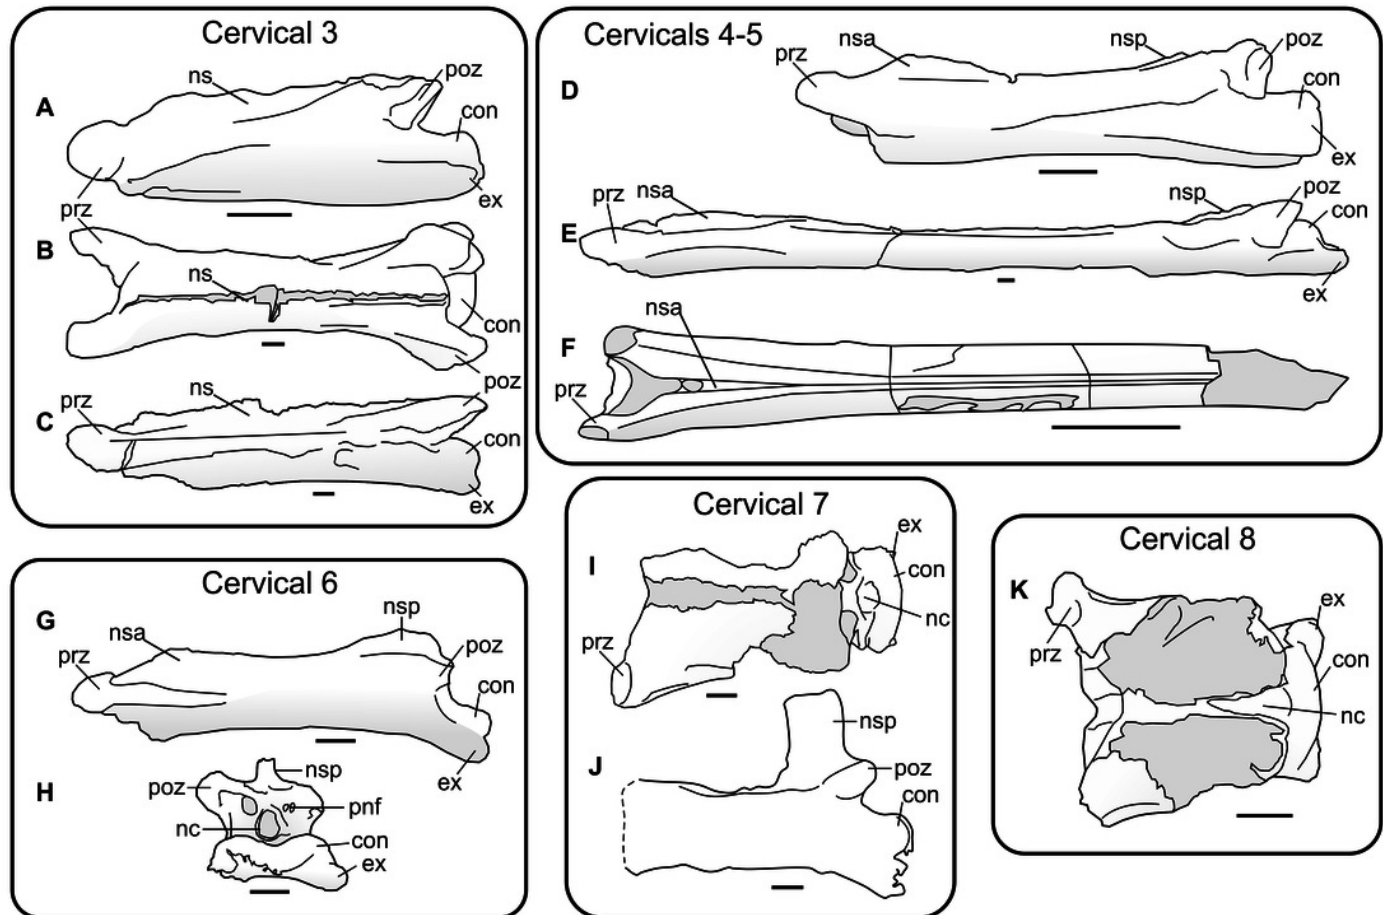 Cervical 3
A
ns
poz
con
prz
ex
B
ns
con
poz
C
prz
ns
con
ex
Cervicals 4-5
D
prz
nsa
nsp
poz
con
ex
E
prz
nsa
nsp
poz
con
ex
F
nsa
prz
Cervical 6
G
prz
nsa
nsp
poz
con
ex
H
poz
nsp
pnf
nc
con
ex
Cervical 7
I
ex
con
nc
prz
J
nsp
poz
con
Cervical 8
K
prz
ex
con
nc